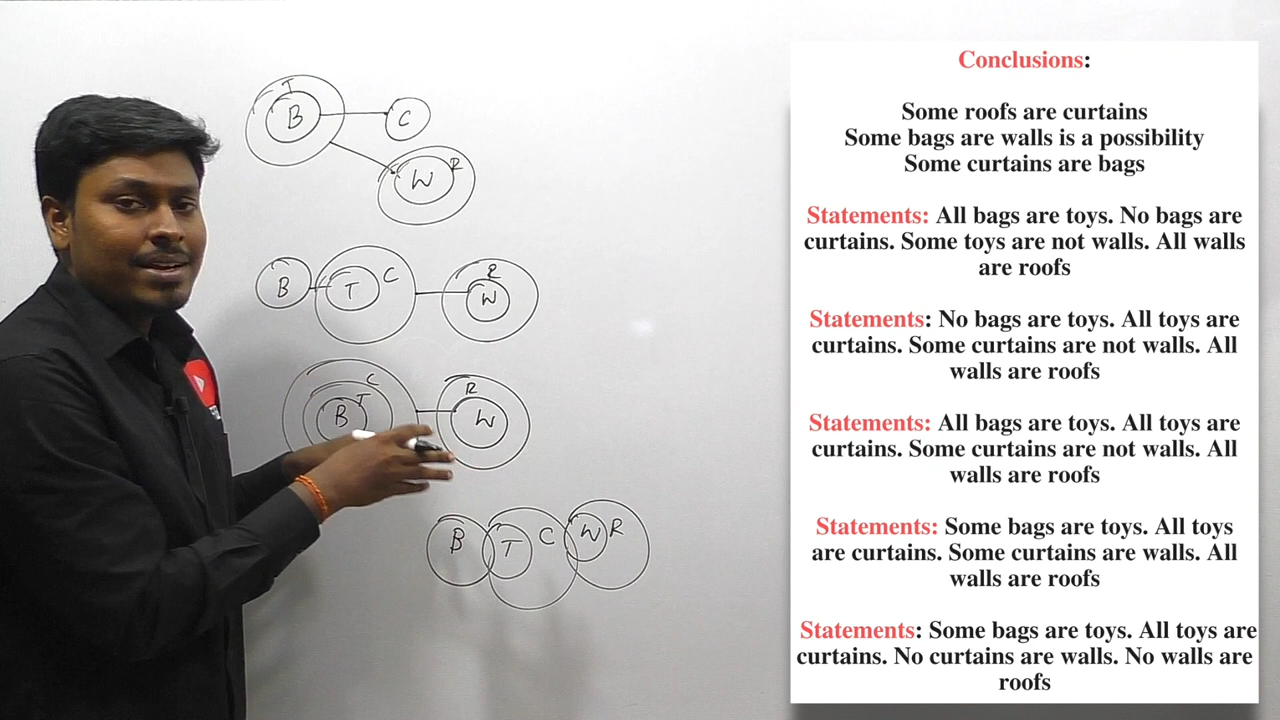 T
B
C
W
R
B
T
C
R
W
C
T
B
R
W
B
T
C
W
R
Conclusions:
Some roofs are curtains
Some bags are walls is a possibility
Some curtains are bags
Statements: All bags are toys. No bags are
curtains. Some toys are not walls. All walls
are roofs
Statements: No bags are toys. All toys are
curtains. Some curtains are not walls. All
walls are roofs
Statements: All bags are toys. All toys are
curtains. Some curtains are not walls. All
walls are roofs
Statements: Some bags are toys. All toys
are curtains. Some curtains are walls. All
walls are roofs
Statements: Some bags are toys. All toys are
curtains. No curtains are walls. No walls are
roofs